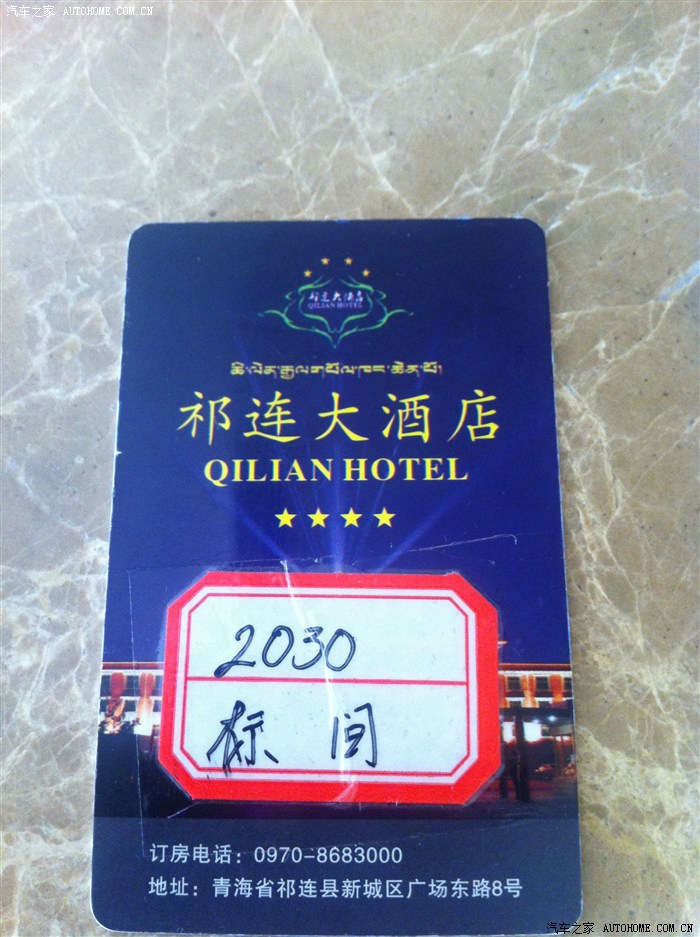 汽车之家 AUTOHOME.COM.CN
祁连大酒店
QILIAN HOTEL
ཆི་ལེན་རྒྱལ་གཡོལ་ཁང་ཆེན་པོ།
祁连大酒店
QILIAN HOTEL
2030
标间
订房电话：0970-8683000
地址：青海省祁连县新城区广场东路8号
汽车之家 AUTOHOME.COM.CN